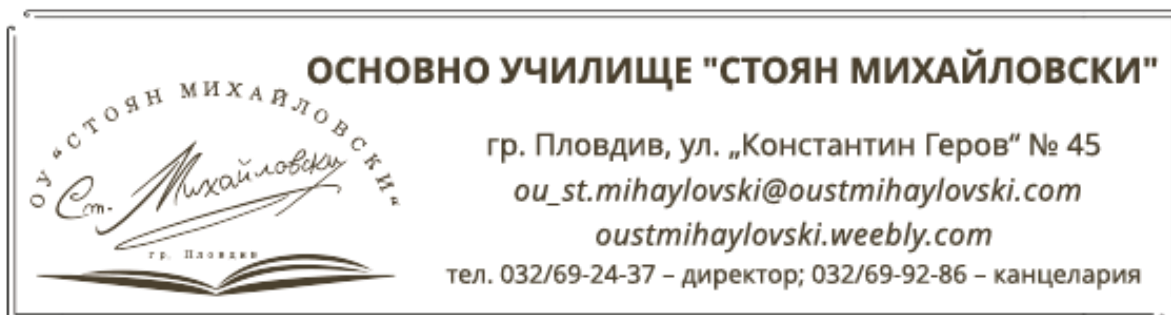 ОСНОВНО УЧИЛИЩЕ "СТОЯН МИХАЙЛОВСКИ"
ОУ "СТОЯН МИХАЙЛОВСКИ"
Ст. Михайловски
гр. Пловдив
гр. Пловдив, ул. „Константин Геров“ № 45
ou_st.mihaylovski@oustmihaylovski.com
oustmihaylovski.weebly.com
тел. 032/69-24-37 – директор; 032/69-92-86 – канцелария